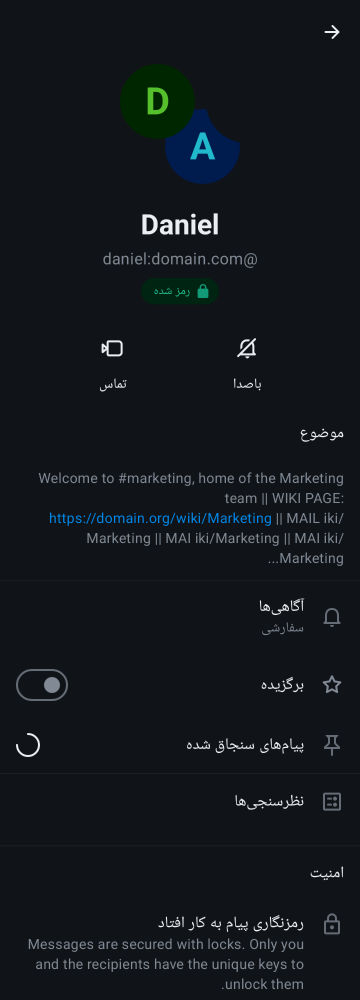 D
A
Daniel
daniel:domain.com@
رمز شده
باصدا
تماس
موضوع
Welcome to #marketing, home of the Marketing
team || WIKI PAGE:
https://domain.org/wiki/Marketing || MAIL iki/
Marketing || MAI iki/Marketing || MAI iki/
...Marketing
آگاهی‌ها
سفارشی
برگزیده
پیام‌های سنجاق شده
نظرسنجی‌ها
امنیت
رمزنگاری پیام به کار افتاد
Messages are secured with locks. Only you
and the recipients have the unique keys to
.unlock them